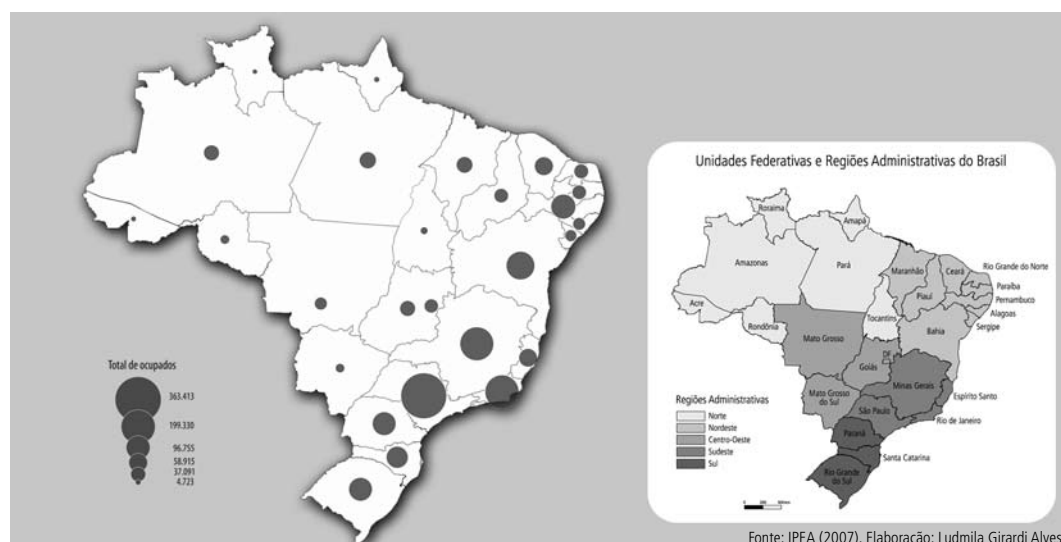 Total de ocupados
363.413
199.330
96.755
58.915
37.091
4.723
Unidades Federativas e Regiões Administrativas do Brasil
Roraima
Amapá
Amazonas
Pará
Maranhão
Ceará
Rio Grande do Norte
Paraíba
Piauí
Pernambuco
Acre
Alagoas
Tocantins
Sergipe
Rondônia
Bahia
Mato Grosso
DF
Goiás
Minas Gerais
Mato Grosso
do Sul
Espírito Santo
São Paulo
Rio de Janeiro
Paraná
Santa Catarina
Rio Grande
do Sul
Regiões Administrativas
Norte
Nordeste
Centro-Oeste
Sudeste
Sul
Fonte: IPEA (2007). Elaboração: Ludmila Girardi Alves